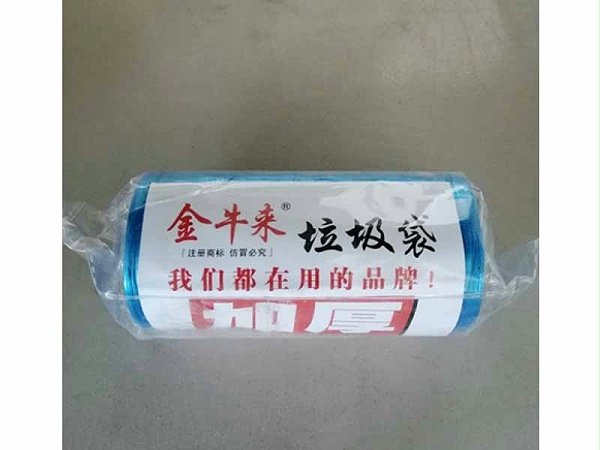 金牛来® 垃圾袋
「注册商标 仿冒必究」
我们都在用的品牌!
加厚